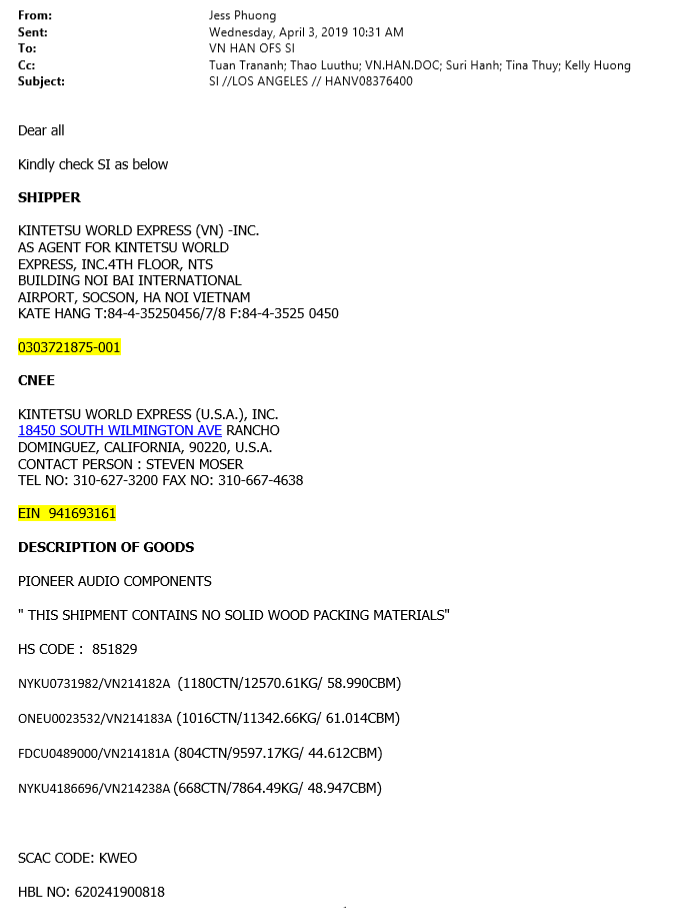 From: Jess Phuong
Sent: Wednesday, April 3, 2019 10:31 AM
To: VN HAN OFS SI
Cc: Tuan Trananh; Thao Luuthu; VN.HAN.DOC; Suri Hanh; Tina Thuy; Kelly Huong
Subject: SI //LOS ANGELES // HANV08376400
Dear all
Kindly check SI as below
SHIPPER
KINTETSU WORLD EXPRESS (VN) -INC.
AS AGENT FOR KINTETSU WORLD
EXPRESS, INC.4TH FLOOR, NTS
BUILDING NOI BAI INTERNATIONAL
AIRPORT, SOCSON, HA NOI VIETNAM
KATE HANG T:84-4-35250456/7/8 F:84-4-3525 0450
0303721875-001
CNEE
KINTETSU WORLD EXPRESS (U.S.A.), INC.
18450 SOUTH WILMINGTON AVE RANCHO
DOMINGUEZ, CALIFORNIA, 90220, U.S.A.
CONTACT PERSON : STEVEN MOSER
TEL NO: 310-627-3200 FAX NO: 310-667-4638
EIN  941693161
DESCRIPTION OF GOODS
PIONEER AUDIO COMPONENTS
" THIS SHIPMENT CONTAINS NO SOLID WOOD PACKING MATERIALS"
HS CODE :  851829
NYKU0731982/VN214182A  (1180CTN/12570.61KG/ 58.990CBM)
ONEU0023532/VN214183A (1016CTN/11342.66KG/ 61.014CBM)
FDCU0489000/VN214181A (804CTN/9597.17KG/ 44.612CBM)
NYKU4186696/VN214238A (668CTN/7864.49KG/ 48.947CBM)
SCAC CODE: KWEO
HBL NO: 620241900818